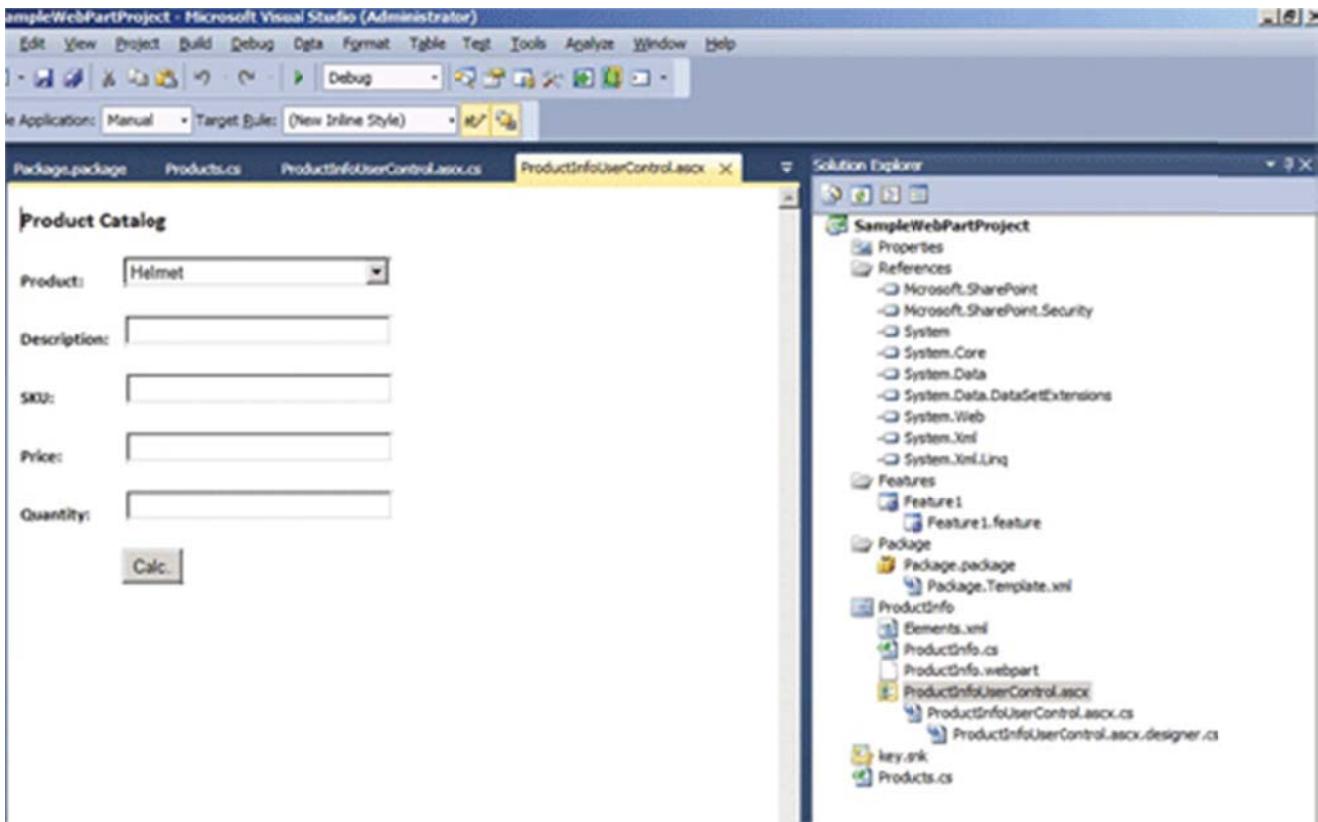 ampleWebPartProject - Microsoft Visual Studio (Administrator)
Edit View Project Build Debug Data Format Table Test Tools Analyze Window Help
Debug
le Application: Manual Target Rule: (New Inline Style)
Package.package Products.cs ProductInfoUserControl.ascx.cs ProductInfoUserControl.ascx
Solution Explorer
Product Catalog
Product: Helmet
Description:
SKU:
Price:
Quantity:
Calc.
SampleWebPartProject
Properties
References
Microsoft.SharePoint
Microsoft.SharePoint.Security
System
System.Core
System.Data
System.Data.DataSetExtensions
System.Web
System.Xml
System.Xml.Linq
Features
Feature1
Feature1.feature
Package
Package.package
Package.Template.xml
ProductInfo
Elements.xml
ProductInfo.cs
ProductInfo.webpart
ProductInfoUserControl.ascx
ProductInfoUserControl.ascx.cs
ProductInfoUserControl.ascx.designer.cs
key.snk
Products.cs